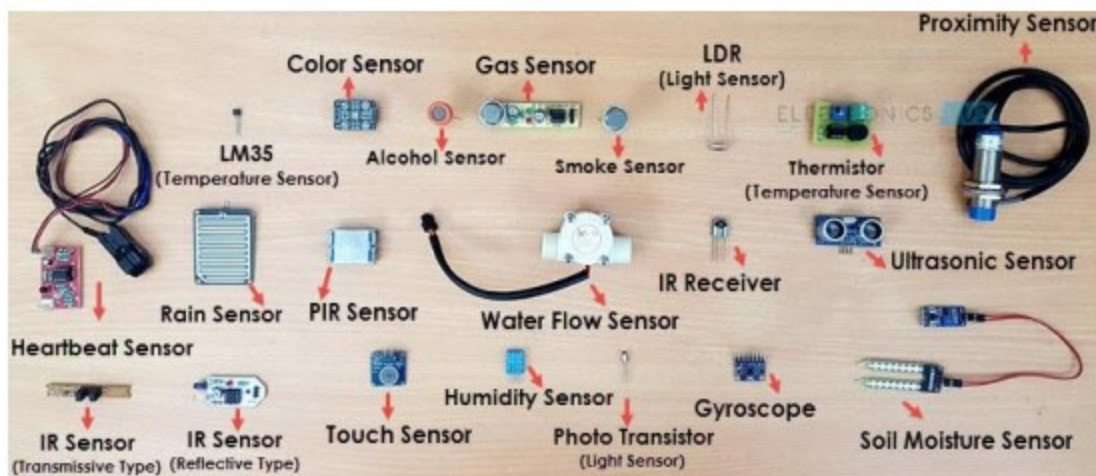 Proximity Sensor
Color Sensor
Gas Sensor
LDR
(Light Sensor)
LM35
(Temperature Sensor)
Alcohol Sensor
Smoke Sensor
Thermistor
(Temperature Sensor)
Rain Sensor
PIR Sensor
Water Flow Sensor
IR Receiver
Ultrasonic Sensor
Heartbeat Sensor
IR Sensor
(Transmissive Type)
IR Sensor
(Reflective Type)
Touch Sensor
Humidity Sensor
Photo Transistor
(Light Sensor)
Gyroscope
Soil Moisture Sensor